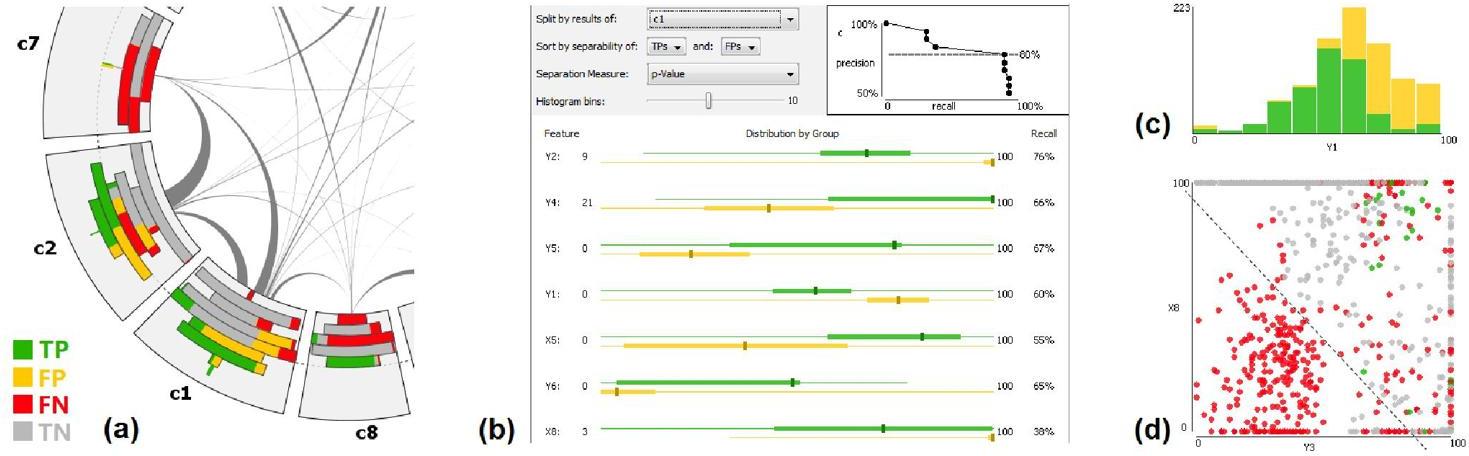 c7
c2
c1
c8
TP
FP
FN
TN
(a)
Split by results of: c1
Sort by separability of: TPs and: FPs
Separation Measure: p-Value
Histogram bins: 10
100%
c
precision
80%
50%
0 recall 100%
Feature Distribution by Group Recall
Y2: 9 100 76%
Y4: 21 100 66%
Y5: 0 100 67%
Y1: 0 100 60%
X5: 0 100 55%
Y6: 0 100 65%
X8: 3 100 38%
(b)
223
(c)
0 Y1 100
100
X8
0
0 Y3 100
(d)